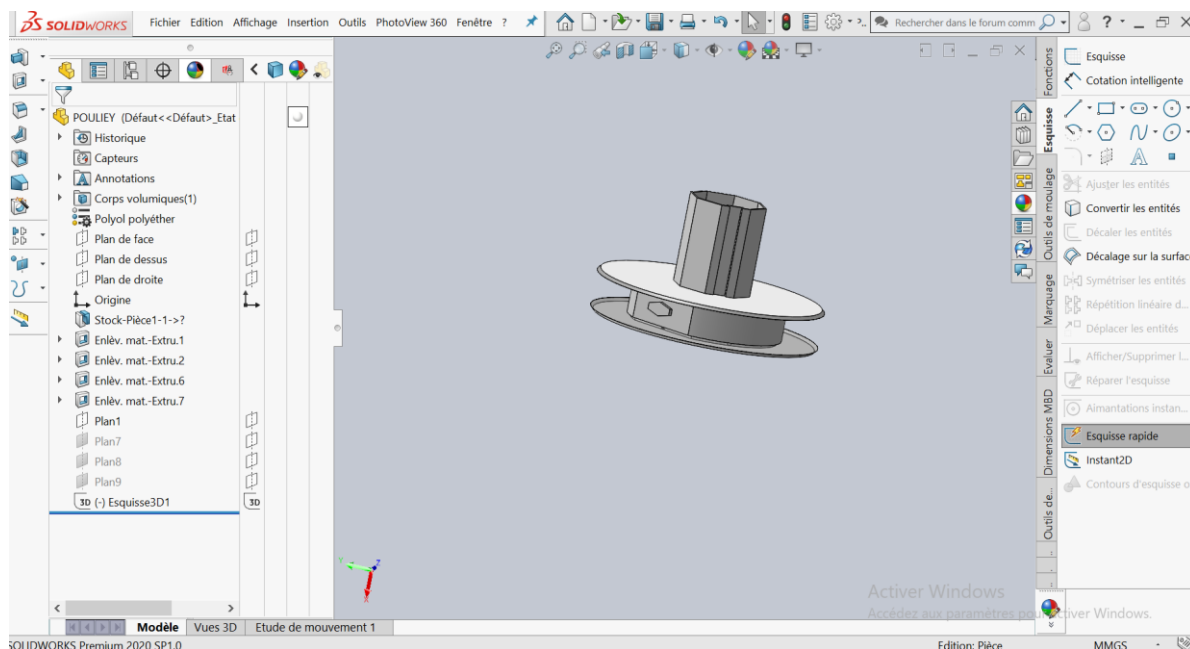 SOLIDWORKS Fichier Edition Affichage Insertion Outils PhotoView 360 Fenêtre ? Rechercher dans le forum comm ?
POULIEY (Défaut<<Défaut>_Etat
Historique
Capteurs
Annotations
Corps volumiques(1)
Polyol polyéther
Plan de face
Plan de dessus
Plan de droite
Origine
Stock-Pièce1-1->?
Enlèv. mat.-Extru.1
Enlèv. mat.-Extru.2
Enlèv. mat.-Extru.6
Enlèv. mat.-Extru.7
Plan1
Plan7
Plan8
Plan9
3D (-) Esquisse3D1 3D
Fonctions
Esquisse
Outils de moulage
Marquage
Evaluer
Dimensions MBD
Outils de...
Esquisse
Cotation intelligente
Ajuster les entités
Convertir les entités
Décaler les entités
Décalage sur la surfac
Symétriser les entités
Répétition linéaire d...
Déplacer les entités
Afficher/Supprimer l...
Réparer l'esquisse
Aimantations instan...
Esquisse rapide
Instant2D
Contours d'esquisse o
Activer Windows
Accédez aux paramètres pour activer Windows.
Modèle Vues 3D Etude de mouvement 1
SOLIDWORKS Premium 2020 SP1.0 Edition: Pièce MMGS